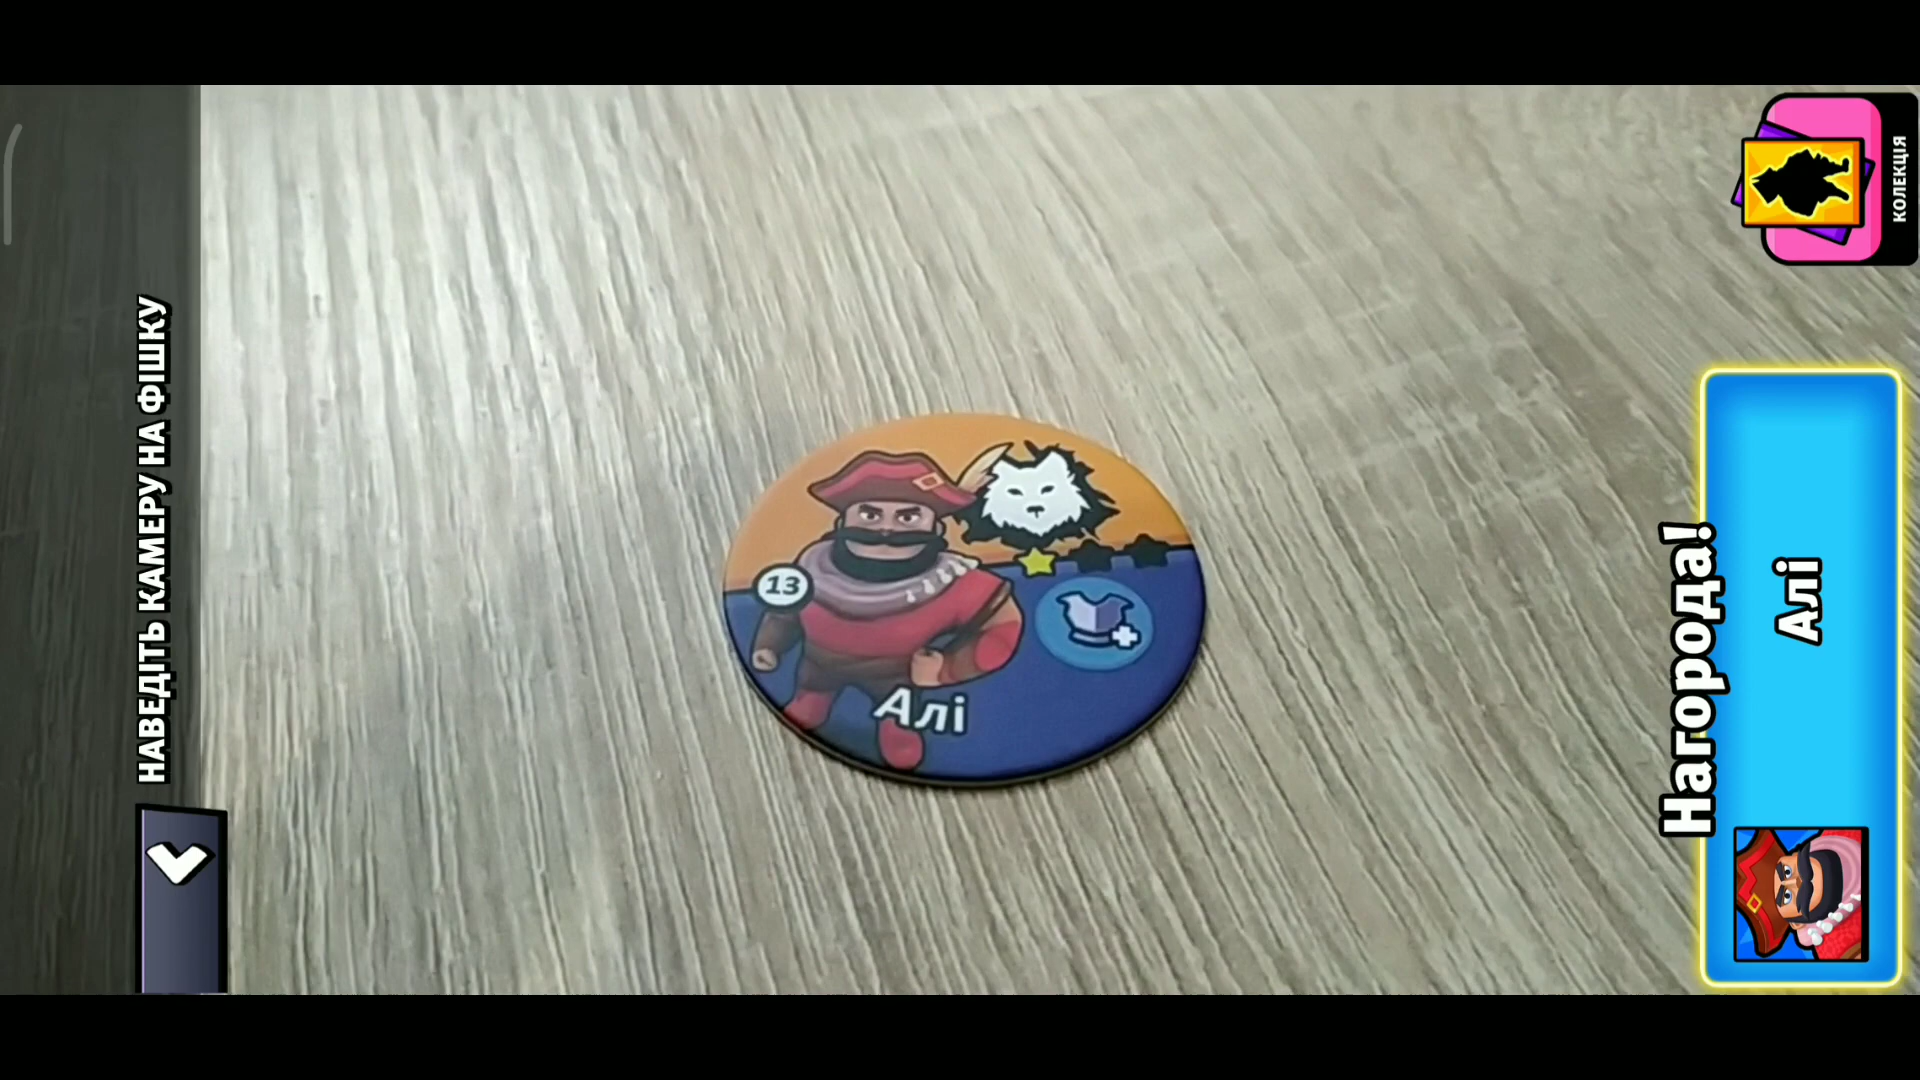 НАВЕДІТЬ КАМЕРУ НА ФІШКУ
13
Алі
Нагорода!
Алі
КОЛЕКЦІЯ